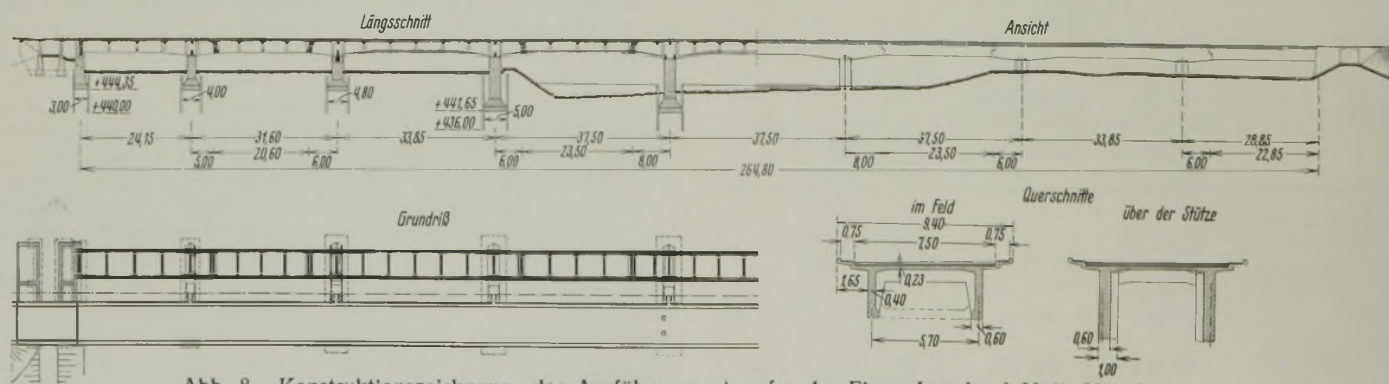 Längsschnitt
Ansicht
+444,35
+440,00
3,00
4,00
4,80
+441,65
+436,00
5,00
24,15 31,60 33,85 37,50 37,50 37,50 33,85 28,85
5,00 20,60 6,00 6,00 23,50 8,00 8,00 23,50 6,00 6,00 22,85
264,80
Grundriß
Querschnitte
im Feld
über der Stütze
9,40
0,75 7,50 0,75
1,65
0,23
0,40
5,70
0,60
0,60
1,00
Abb. 8. Konstruktionszeichnung des